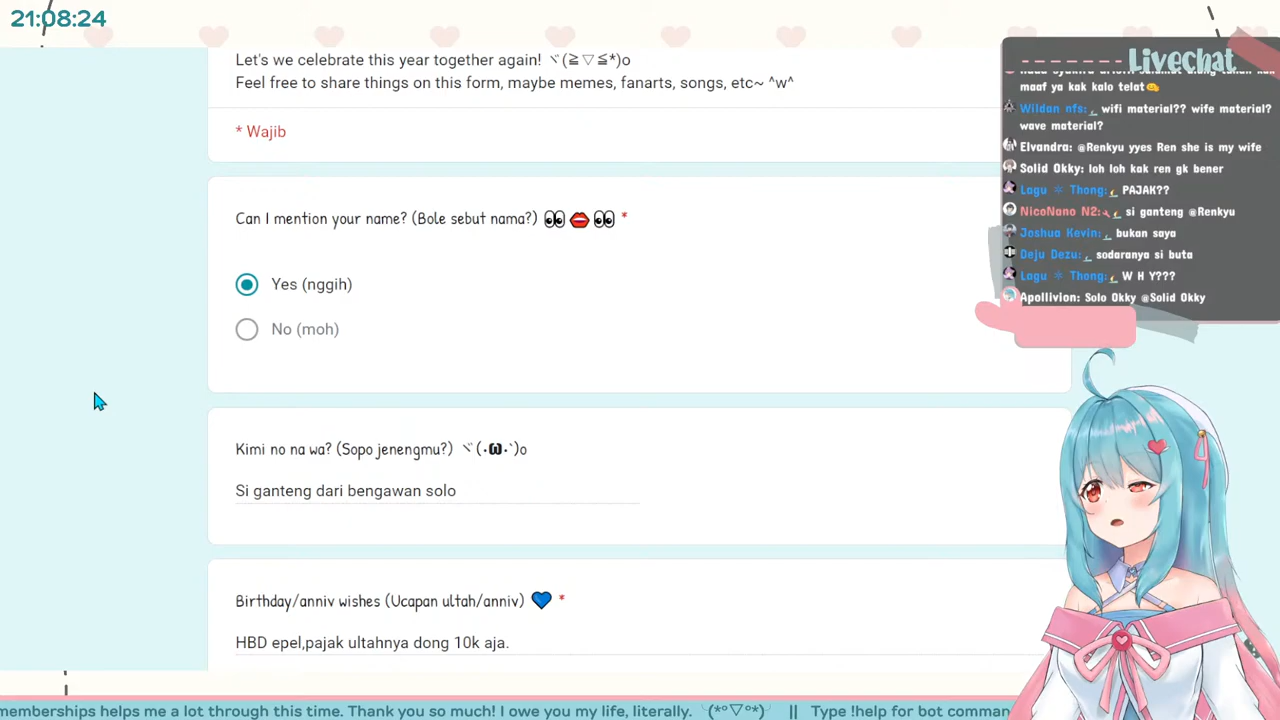 21:08:24
Let's we celebrate this year together again! ヾ(≧▽≦*)o
Feel free to share things on this form, maybe memes, fanarts, songs, etc~ ^w^
* Wajib
Can I mention your name? (Bole sebut nama?) 👀👄👀 *
Yes (nggih)
No (moh)
Kimi no na wa? (Sopo jenengmu?) ヾ(･ω･`)o
Si ganteng dari bengawan solo
Birthday/anniv wishes (Ucapan ultah/anniv) 💙 *
HBD epel,pajak ultahnya dong 10k aja.
Livechat
maaf ya kak kalo telat
Wildan nfs: wifi material?? wife material?
wave material?
Elvandra: @Renkyu yyes Ren she is my wife
Solid Okky: loh loh kak ren gk bener
Lagu * Thong: PAJAK??
NicoNano N2: si ganteng @Renkyu
Joshua Kevin: bukan saya
Deju Dezu: sodaranya si buta
Lagu * Thong: W H Y???
Apollivion: Solo Okky @Solid Okky
memberships helps me a lot through this time. Thank you so much! I owe you my life, literally. ╰(*°▽°*)╯ || Type !help for bot comman